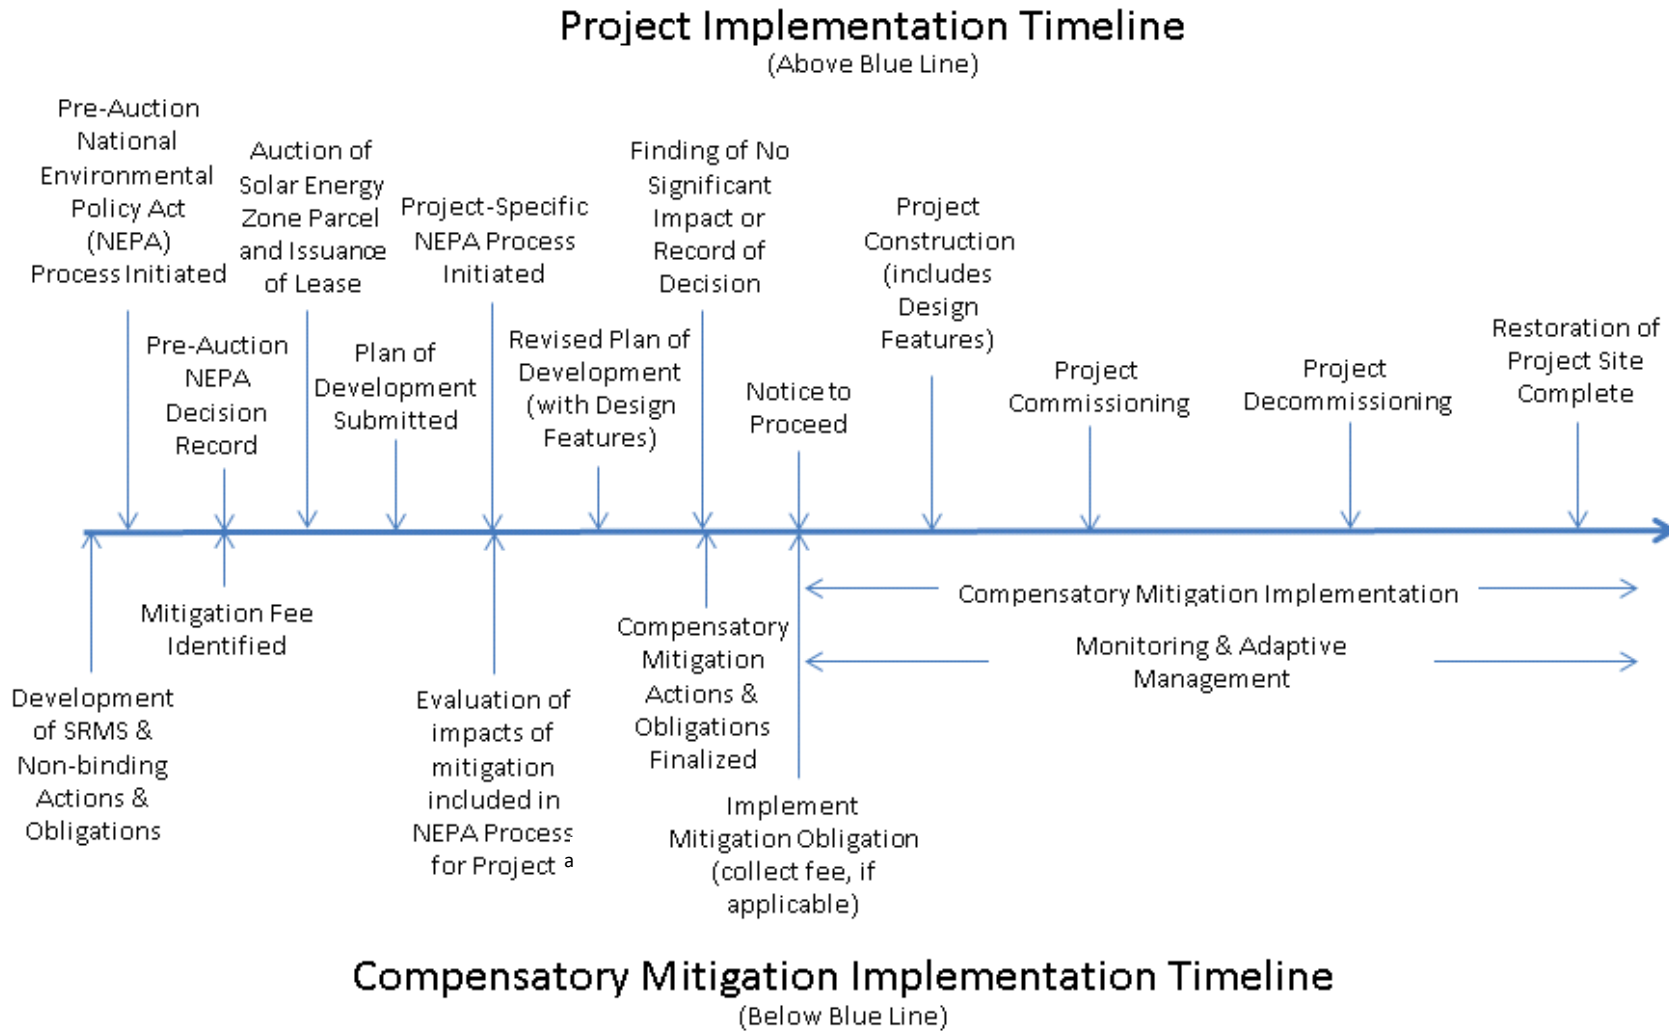 Project Implementation Timeline
(Above Blue Line)
Pre-Auction
National
Environmental
Policy Act
(NEPA)
Process Initiated
Pre-Auction
NEPA
Decision
Record
Auction of
Solar Energy
Zone Parcel
and Issuance
of Lease
Plan of
Development
Submitted
Project-Specific
NEPA Process
Initiated
Revised Plan of
Development
(with Design
Features)
Finding of No
Significant
Impact or
Record of
Decision
Notice to
Proceed
Project
Construction
(includes
Design
Features)
Project
Commissioning
Project
Decommissioning
Restoration of
Project Site
Complete
Development
of SRMS &
Non-binding
Actions &
Obligations
Mitigation Fee
Identified
Evaluation of
impacts of
mitigation
included in
NEPA Process
for Project a
Compensatory
Mitigation
Actions &
Obligations
Finalized
Implement
Mitigation Obligation
(collect fee, if
applicable)
Compensatory Mitigation Implementation
Monitoring & Adaptive
Management
Compensatory Mitigation Implementation Timeline
(Below Blue Line)